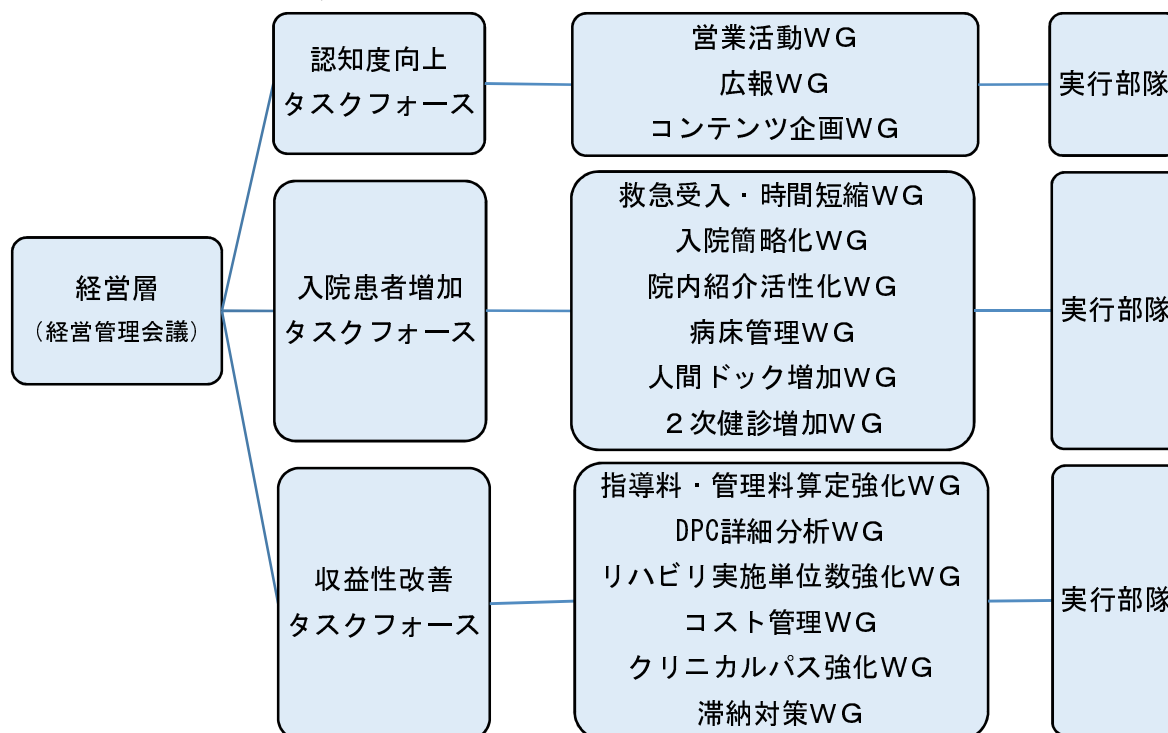 経営層
（経営管理会議）
認知度向上
タスクフォース
営業活動ＷＧ
広報ＷＧ
コンテンツ企画ＷＧ
実行部隊
入院患者増加
タスクフォース
救急受入・時間短縮ＷＧ
入院簡略化ＷＧ
院内紹介活性化ＷＧ
病床管理ＷＧ
人間ドック増加ＷＧ
２次健診増加ＷＧ
実行部隊
収益性改善
タスクフォース
指導料・管理料算定強化ＷＧ
DPC詳細分析ＷＧ
リハビリ実施単位数強化ＷＧ
コスト管理ＷＧ
クリニカルパス強化ＷＧ
滞納対策ＷＧ
実行部隊